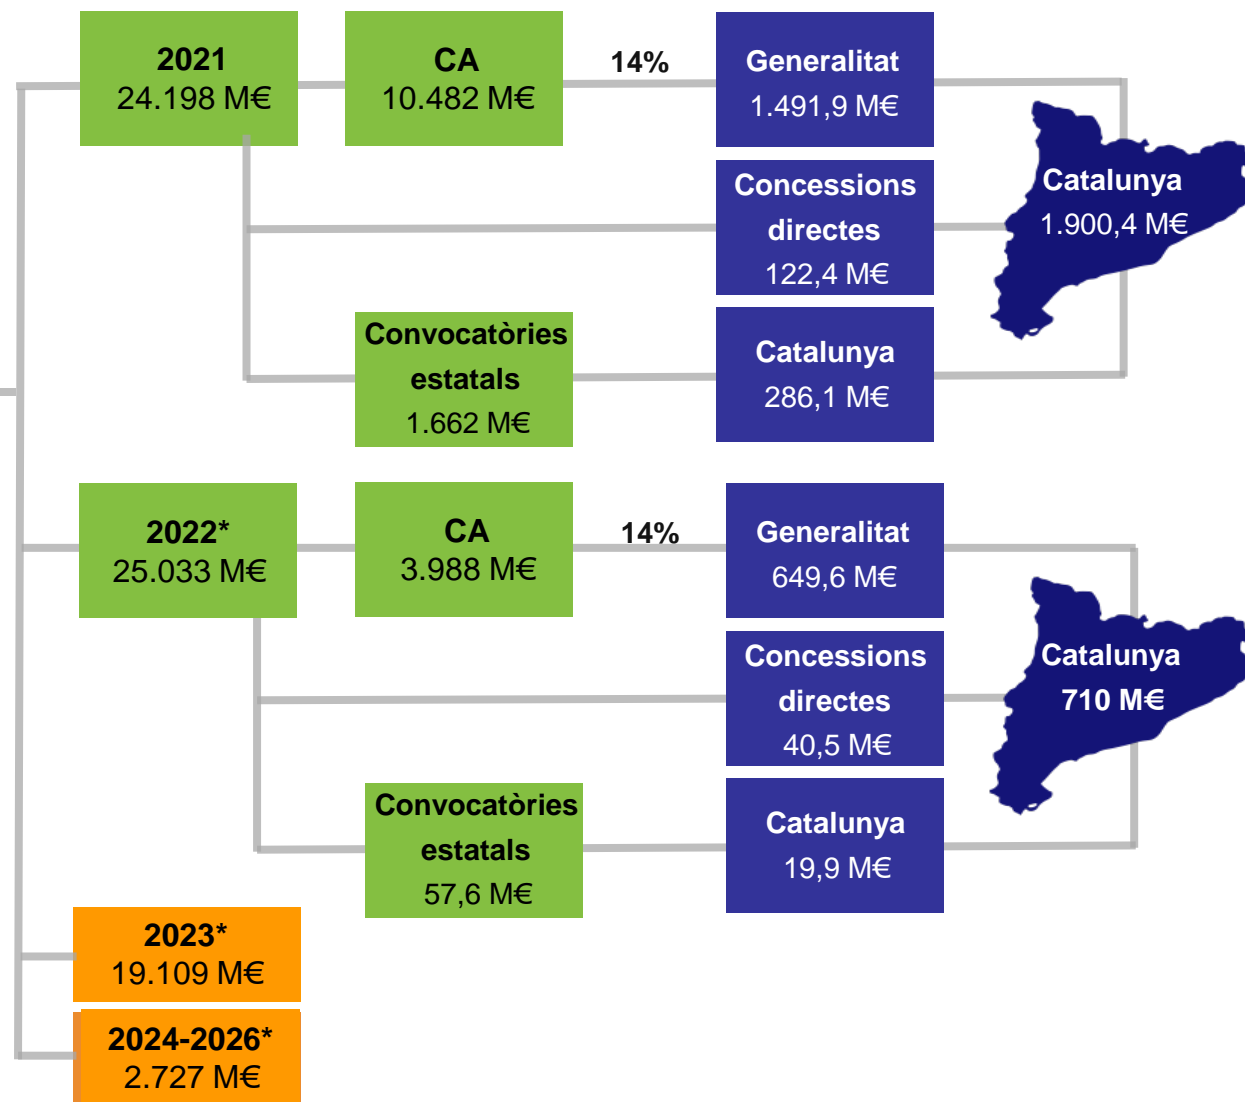 2021
24.198 M€
CA
10.482 M€
14%
Generalitat
1.491,9 M€
Concessions
directes
122,4 M€
Catalunya
1.900,4 M€
Convocatòries
estatals
1.662 M€
Catalunya
286,1 M€
2022*
25.033 M€
CA
3.988 M€
14%
Generalitat
649,6 M€
Concessions
directes
40,5 M€
Catalunya
710 M€
Convocatòries
estatals
57,6 M€
Catalunya
19,9 M€
2023*
19.109 M€
2024-2026*
2.727 M€